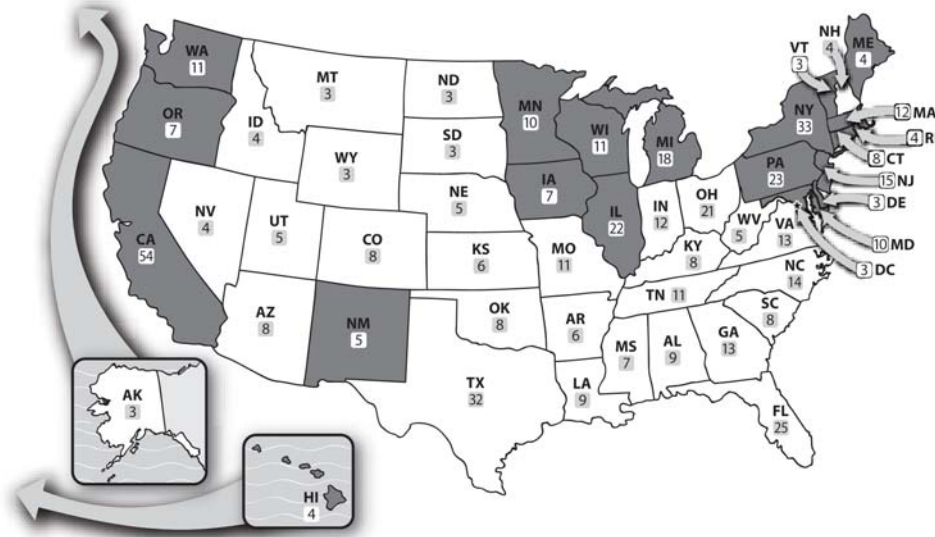 NH
4
ME
4
VT
3
WA
11
MT
3
ND
3
MN
10
OR
7
ID
4
SD
3
WI
11
MI
18
NY
33
12 MA
4 R
8 CT
WY
3
PA
23
15 NJ
IA
7
NE
5
OH
21
3 DE
IN
12
IL
22
NV
4
UT
5
WV
5
VA
13
10 MD
CA
54
CO
8
KS
6
MO
11
KY
8
3 DC
NC
14
TN 11
OK
8
AZ
8
NM
5
AR
6
SC
8
MS
7
AL
9
GA
13
TX
32
LA
9
AK
3
FL
25
HI
4